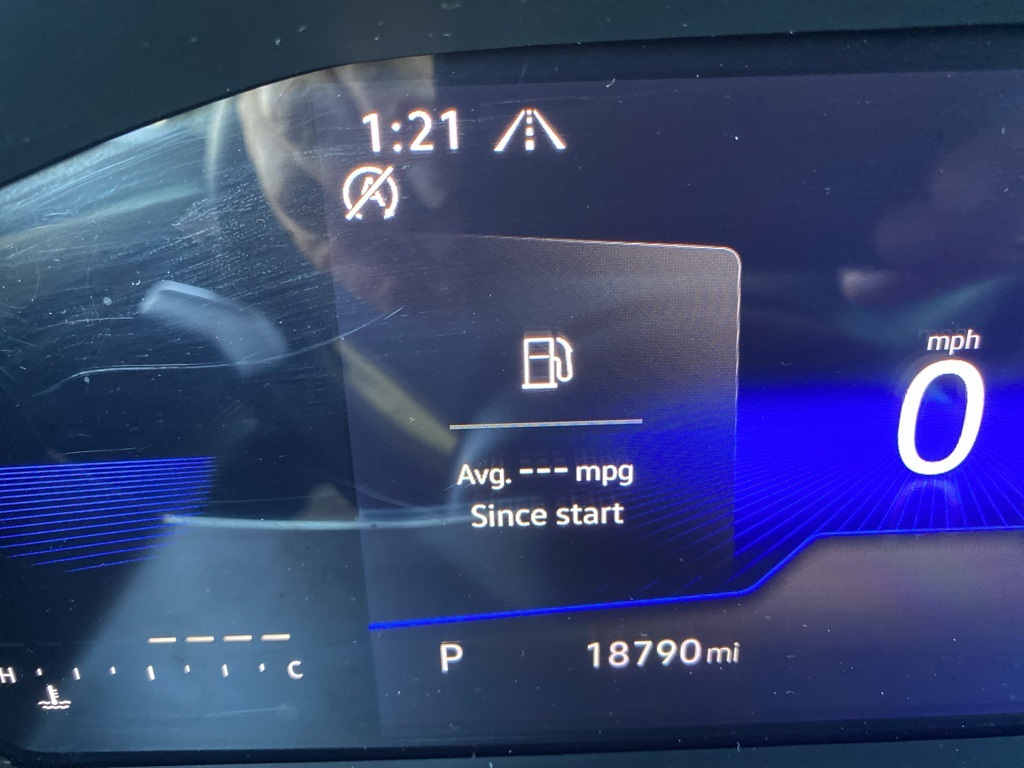 1:21
A
mph
0
Avg. --- mpg
Since start
H C
P 18790 mi